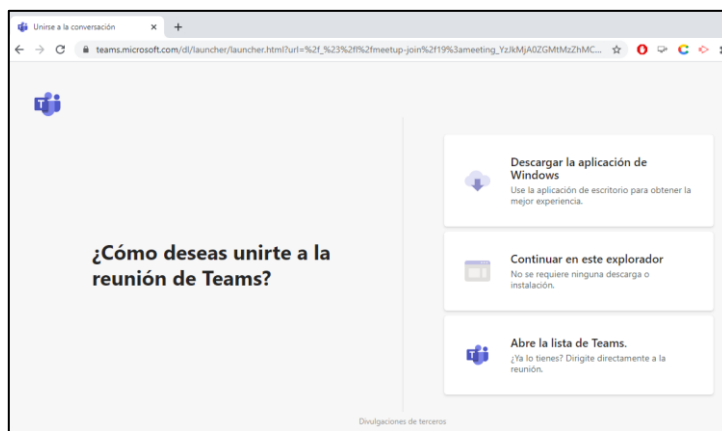 Unirse a la conversación
teams.microsoft.com/dl/launcher/launcher.html?url=%2f_%23%2fl%2fmeetup-join%2f19%3ameeting_YzJkMjA0ZGMtMzZhMC...
¿Cómo deseas unirte a la
reunión de Teams?
Descargar la aplicación de
Windows
Use la aplicación de escritorio para obtener la
mejor experiencia.
Continuar en este explorador
No se requiere ninguna descarga o
instalación.
Abre la lista de Teams.
¿Ya lo tienes? Dirigite directamente a la
reunión.
Divulgaciones de terceros